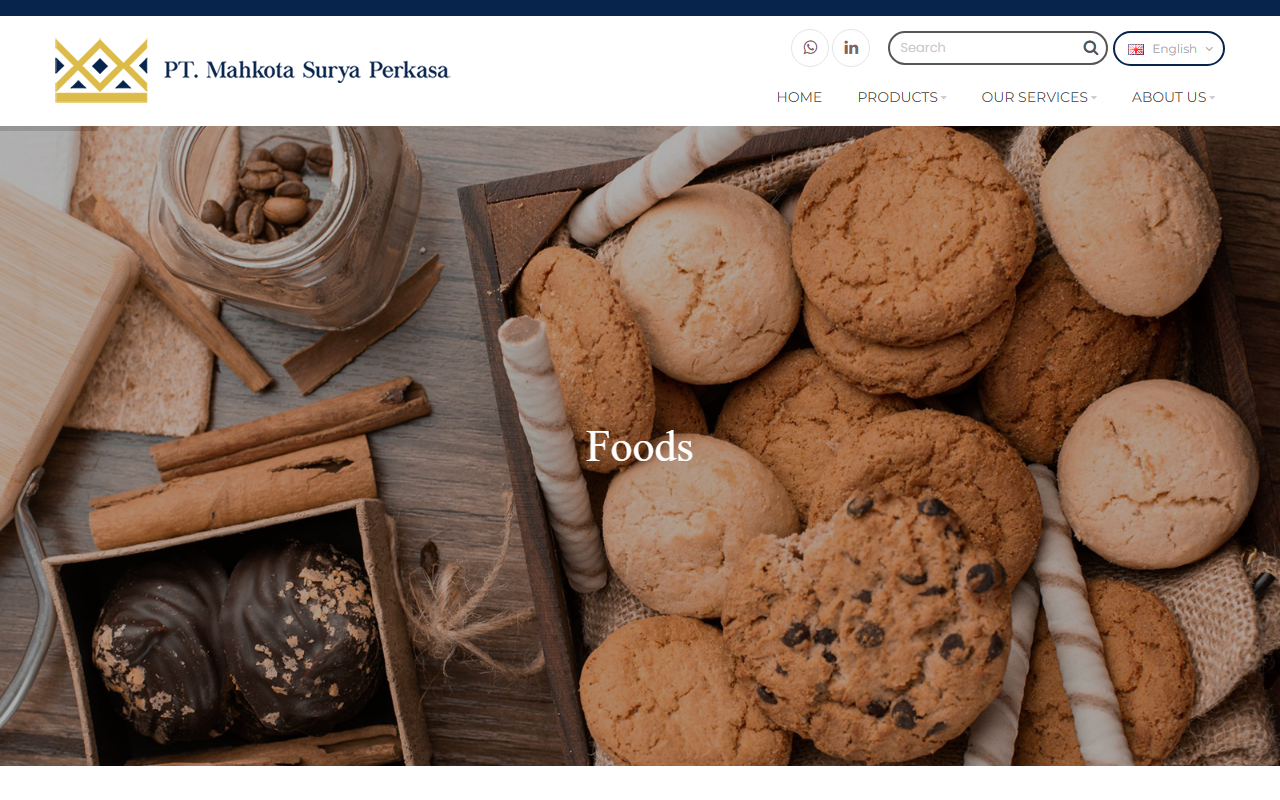 PT. Mahkota Surya Perkasa
Search
English
HOME
PRODUCTS
OUR SERVICES
ABOUT US
Foods